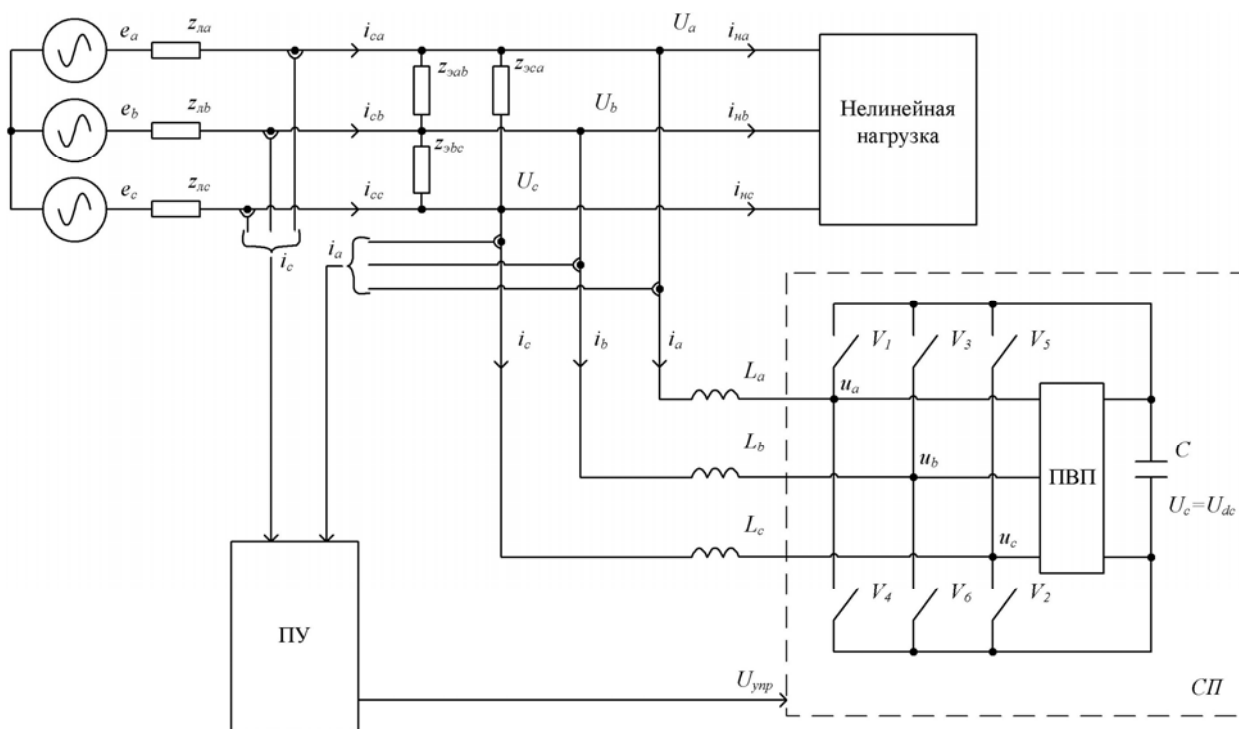 e_a z_ла i_са U_a i_на
z_эab z_эca
Нелинейная нагрузка
e_b z_лb i_сb U_b i_нb
z_эbc
e_c z_лc i_сc U_c i_нc
i_c i_a
i_c i_b i_a
V_1 V_3 V_5
L_a u_a
L_b u_b
ПВП
C
U_c=U_dc
L_c u_c
V_4 V_6 V_2
ПУ
U_упр
СП